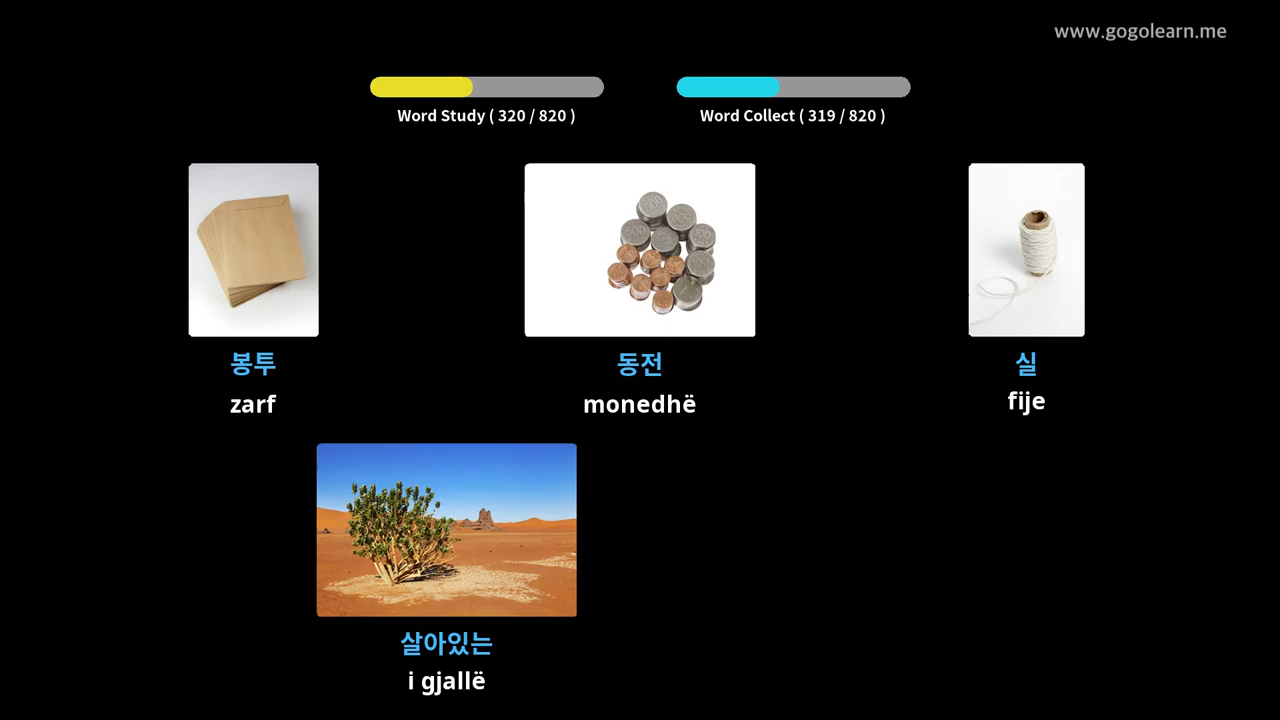 www.gogolearn.me
Word Study ( 320 / 820 )
Word Collect ( 319 / 820 )
봉투
zarf
동전
monedhë
실
fije
살아있는
i gjallë